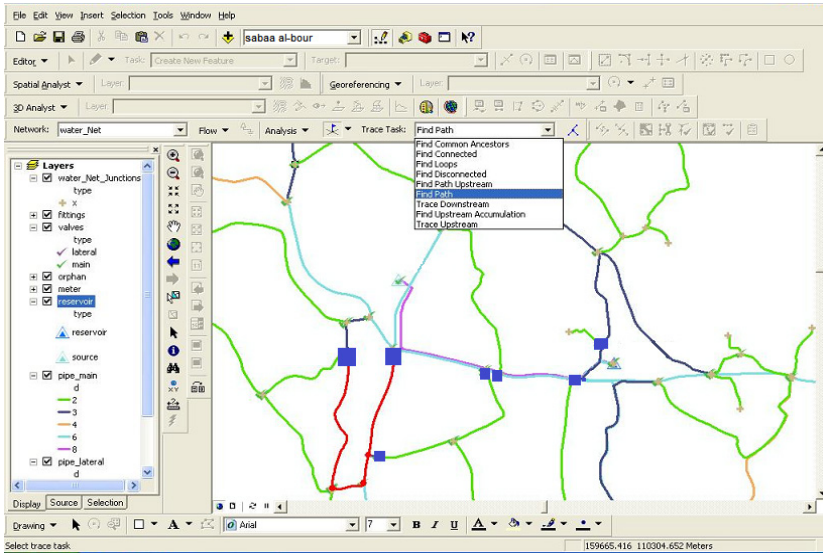 File Edit View Insert Selection Tools Window Help
sabaa al-bour
Editor Task: Create New Feature Target:
Spatial Analyst Layer: Georeferencing Layer:
3D Analyst Layer:
Network: water_Net Flow Analysis Trace Task: Find Path
Find Common Ancestors
Find Connected
Find Loops
Find Disconnected
Find Path Upstream
Find Path
Trace Downstream
Find Upstream Accumulation
Trace Upstream
Layers
water_Net_Junctions
type
x
fittings
valves
type
lateral
main
orphan
meter
reservoir
type
reservoir
source
pipe_main
d
2
3
4
6
8
pipe_lateral
d
Display Source Selection
Drawing A Arial 7 B I U A
Select trace task 159665.416 110304.652 Meters